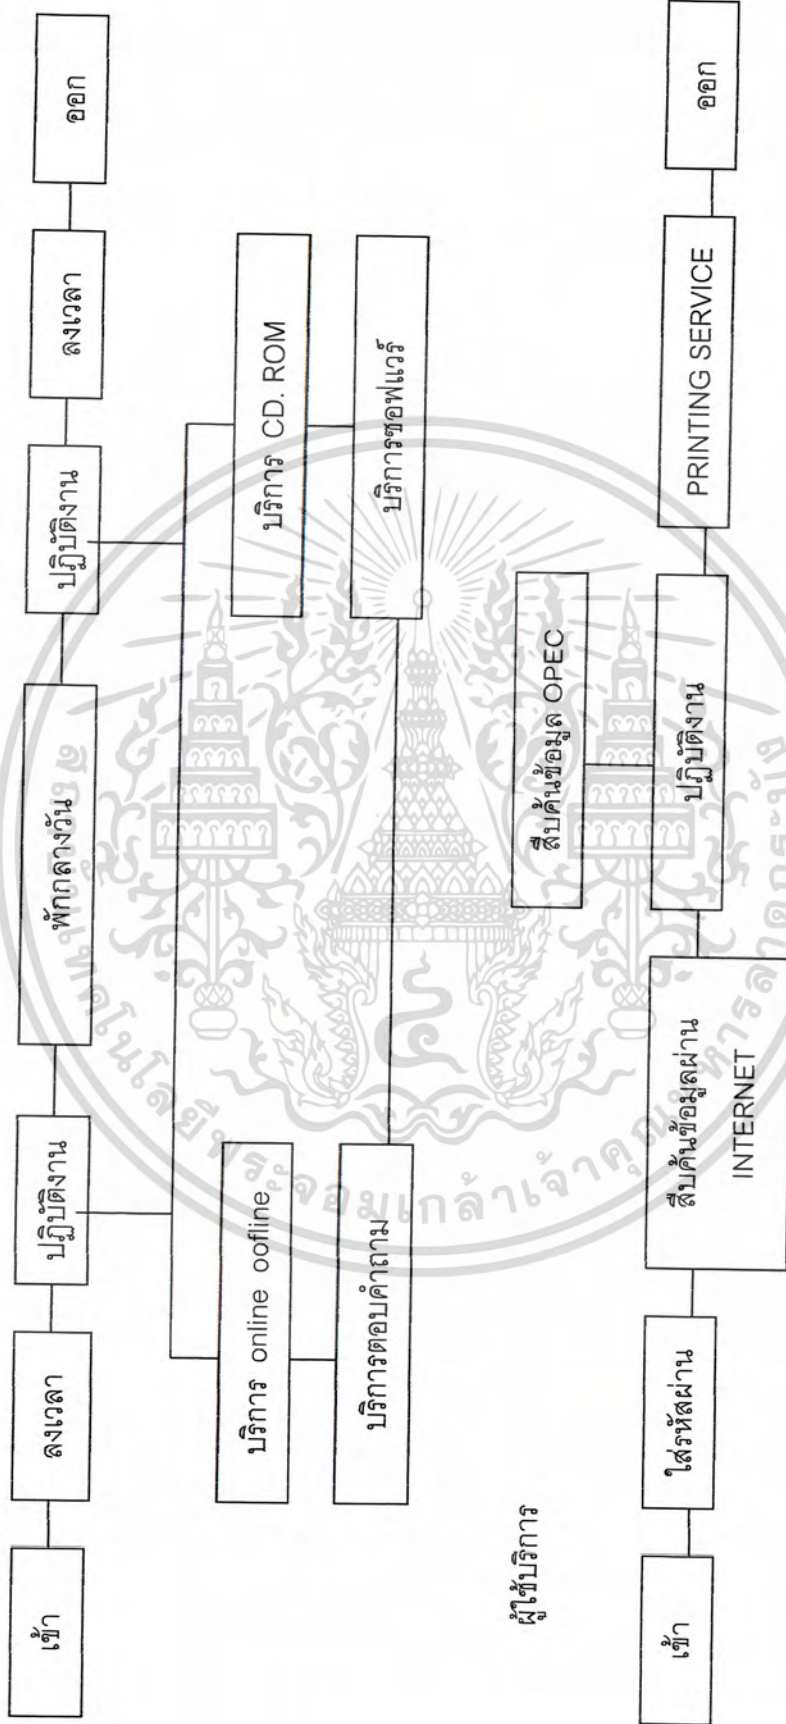 เข้า
ลงเวลา
ปฏิบัติงาน
พักกลางวัน
ปฏิบัติงาน
ลงเวลา
ออก
บริการ online oofline
บริการ CD. ROM
บริการตอบคำถาม
บริการซอฟแวร์
ผู้ใช้บริการ
สืบค้นข้อมูล OPEC
เข้า
ใส่รหัสผ่าน
สืบค้นข้อมูลผ่าน
INTERNET
ปฏิบัติงาน
PRINTING SERVICE
ออก